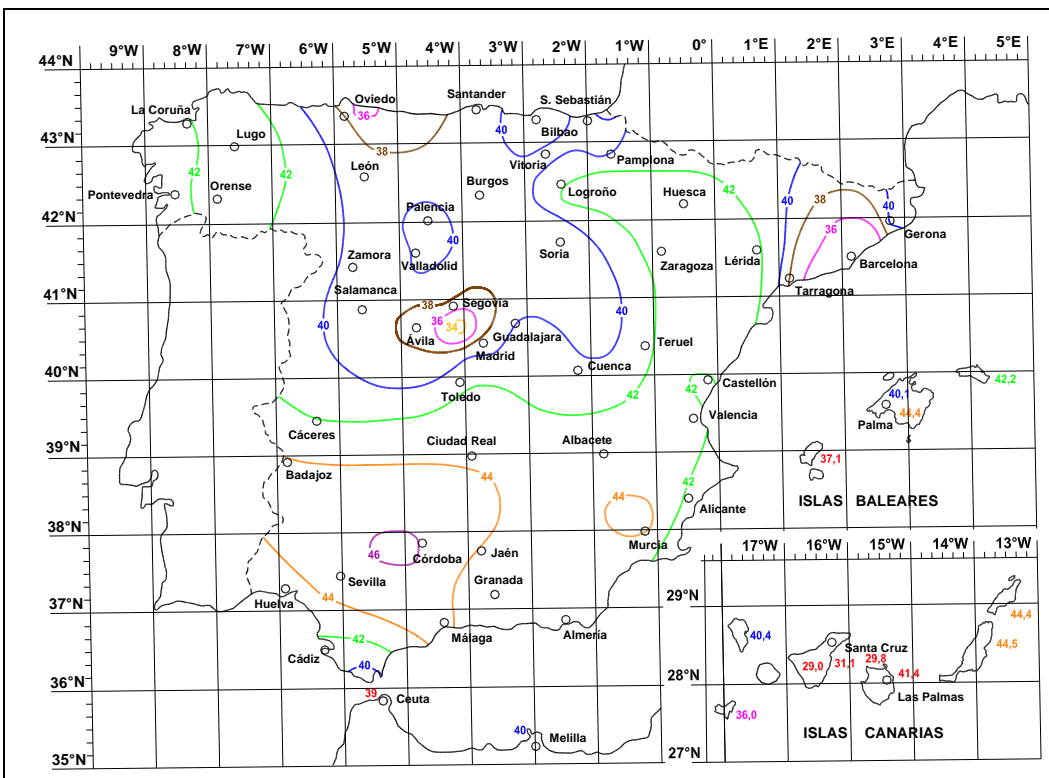 9°W 8°W 7°W 6°W 5°W 4°W 3°W 2°W 1°W 0° 1°E 2°E 3°E 4°E 5°E
44°N
La Coruña
Oviedo
Santander
S. Sebastián
36
40
Bilbao
43°N
Lugo
38
Vitoria
Pamplona
León
42
42
Pontevedra
Orense
Burgos
Logroño
Huesca
42
40
38
40
Palencia
36
Gerona
42°N
40
Zamora
Valladolid
Soria
Zaragoza
Lérida
Barcelona
Salamanca
Tarragona
41°N
38
Segovia
40
36
34
40
Ávila
Guadalajara
Madrid
Teruel
Cuenca
40°N
Toledo
42
42
Castellón
42,2
40,1
44,4
Palma
Valencia
Cáceres
Ciudad Real
Albacete
39°N
Badajoz
44
37,1
42
44
Alicante
ISLAS BALEARES
38°N
Murcia
46
Córdoba
Jaén
17°W 16°W 15°W 14°W 13°W
Sevilla
Granada
44
Huelva
29°N
44,4
37°N
Málaga
Almería
42
Cádiz
40,4
Santa Cruz
44,5
40
29,0
31,1
29,8
41,4
28°N
36°N
39
Ceuta
Las Palmas
36,0
40
Melilla
ISLAS CANARIAS
27°N
35°N